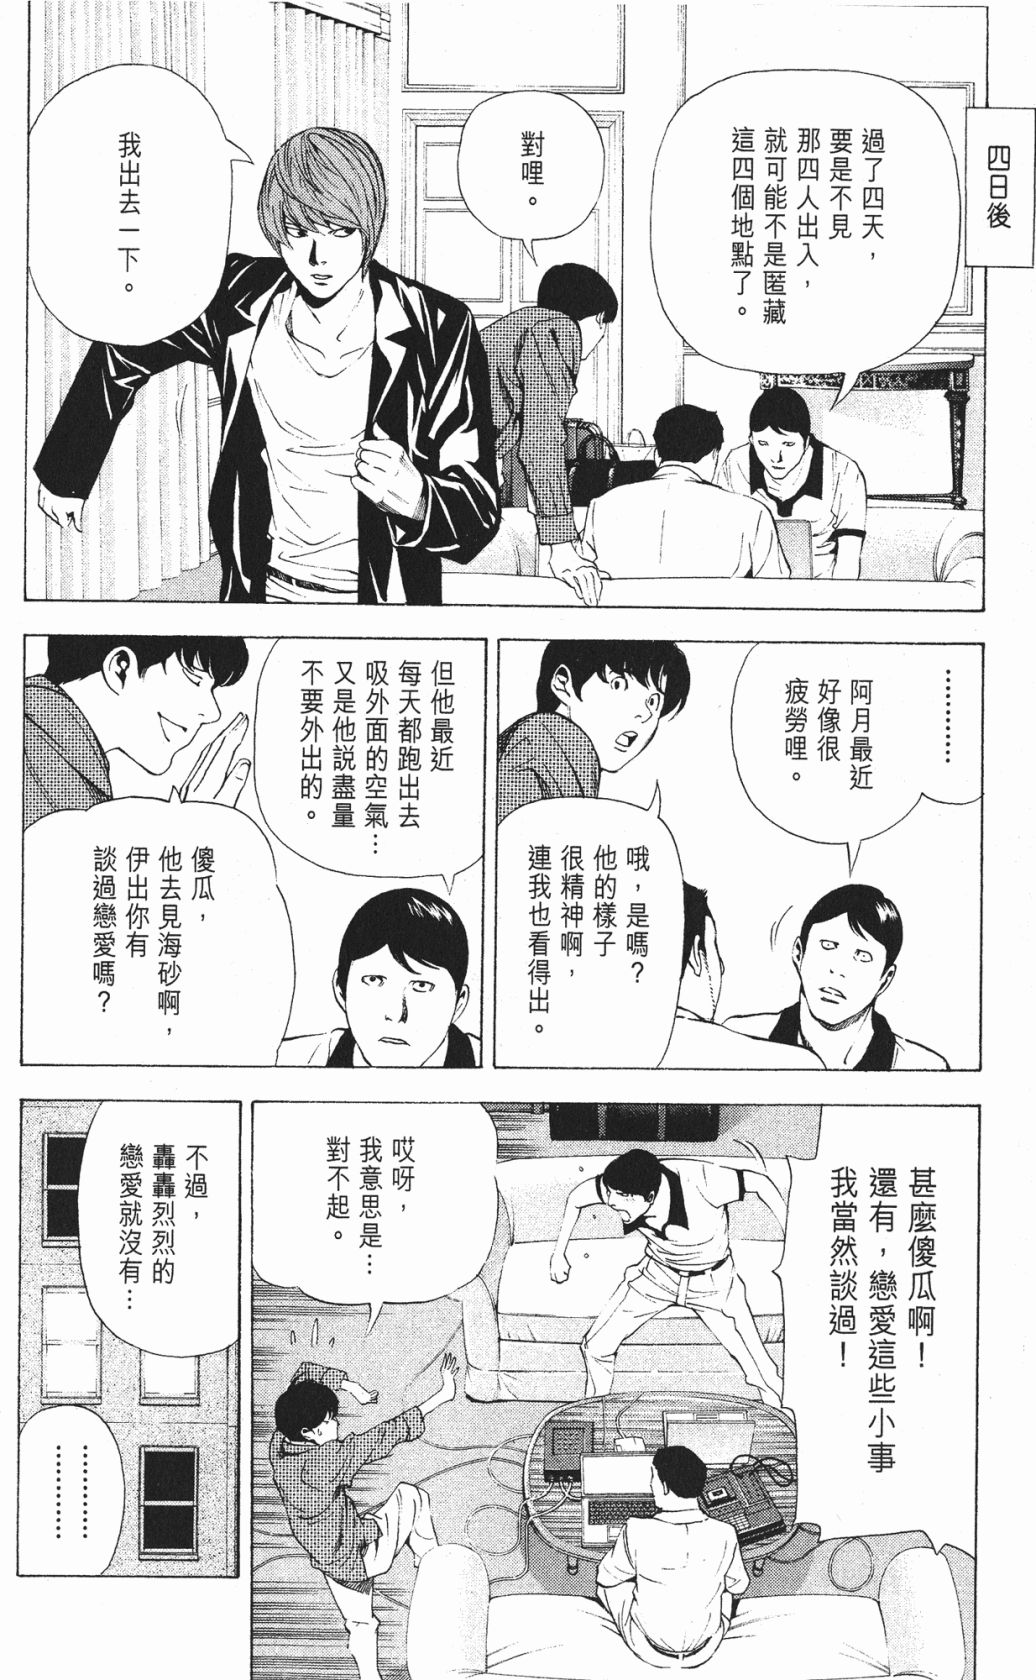 四日後
過了四天，
要是不見
那四人出入，
就可能不是匿藏
這四個地點了。
對哩。
我出去一下。
⋯⋯⋯
阿月最近
好像很
疲勞哩。
哦，是嗎？
他的樣子
很精神啊，
連我也看得出。
但他最近
每天都跑出去
吸外面的空氣⋯
又是他說盡量
不要外出的。
傻瓜，
他去見海砂啊，
伊出你有
談過戀愛嗎？
甚麼傻瓜啊！
還有，戀愛這些小事
我當然談過！
哎呀，
我意思是⋯
對不起。
不過，
轟轟烈烈的
戀愛就沒有⋯
⋯⋯⋯
⋯⋯⋯